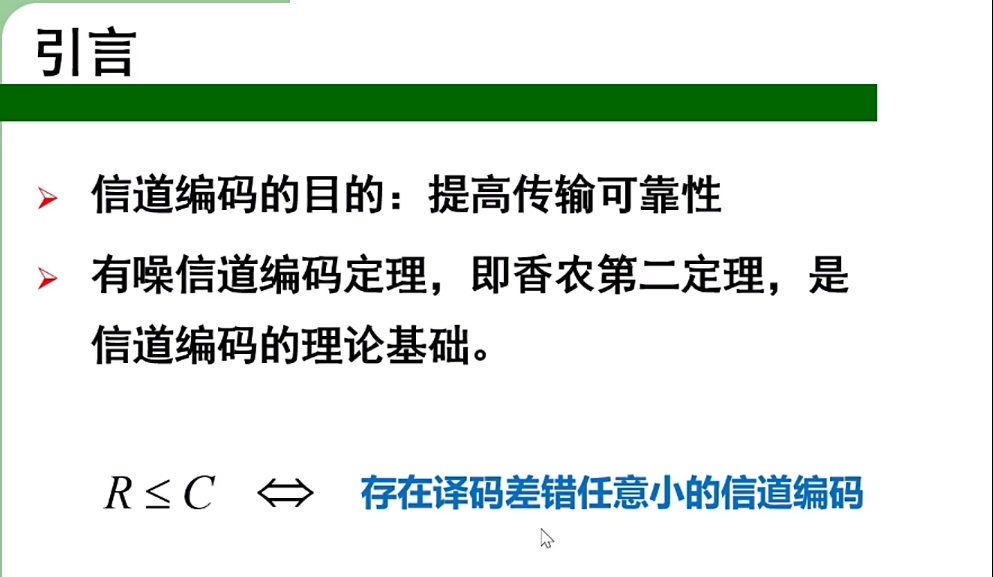 引言
信道编码的目的：提高传输可靠性
有噪信道编码定理，即香农第二定理，是
信道编码的理论基础。
R ≤ C ⇔ 存在译码差错任意小的信道编码